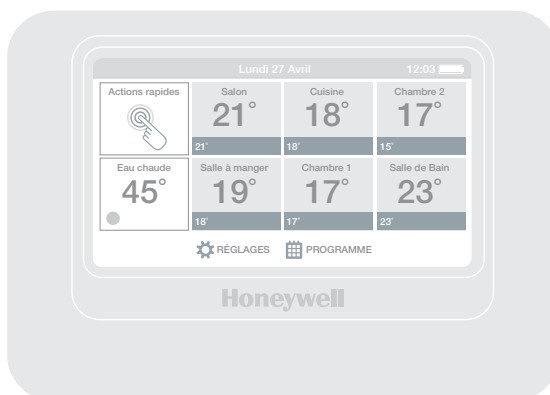 Lundi 27 Avril 12:03
Actions rapides
Salon
21°
21°
Cuisine
18°
18°
Chambre 2
17°
15°
Eau chaude
45°
Salle à manger
19°
18°
Chambre 1
17°
17°
Salle de Bain
23°
23°
RÉGLAGES
PROGRAMME
Honeywell